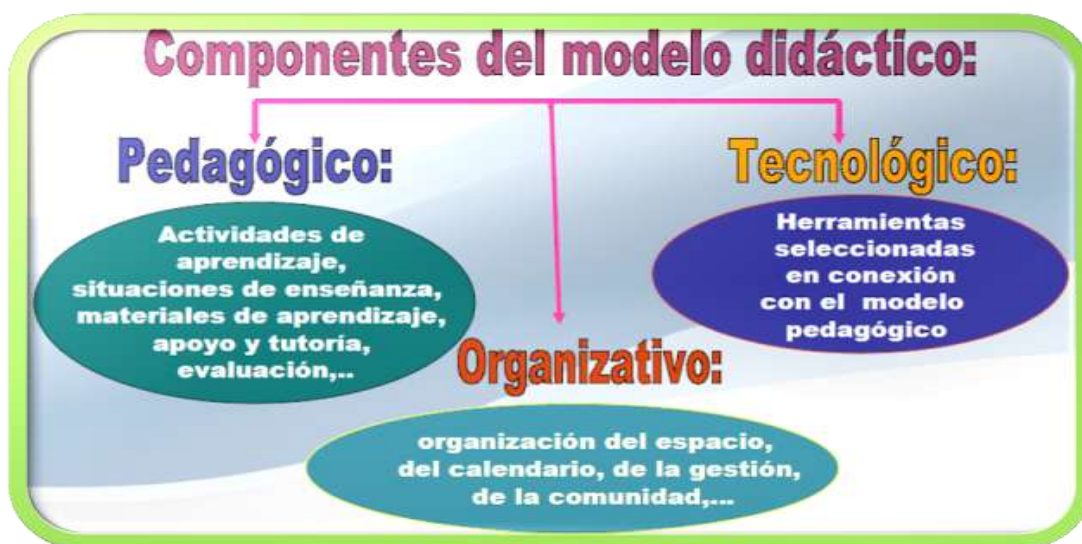 Componentes del modelo didáctico:
Pedagógico:
Actividades de
aprendizaje,
situaciones de enseñanza,
materiales de aprendizaje,
apoyo y tutoría,
evaluación,..
Tecnológico:
Herramientas
seleccionadas
en conexión
con el modelo
pedagógico
Organizativo:
organización del espacio,
del calendario, de la gestión,
de la comunidad,...